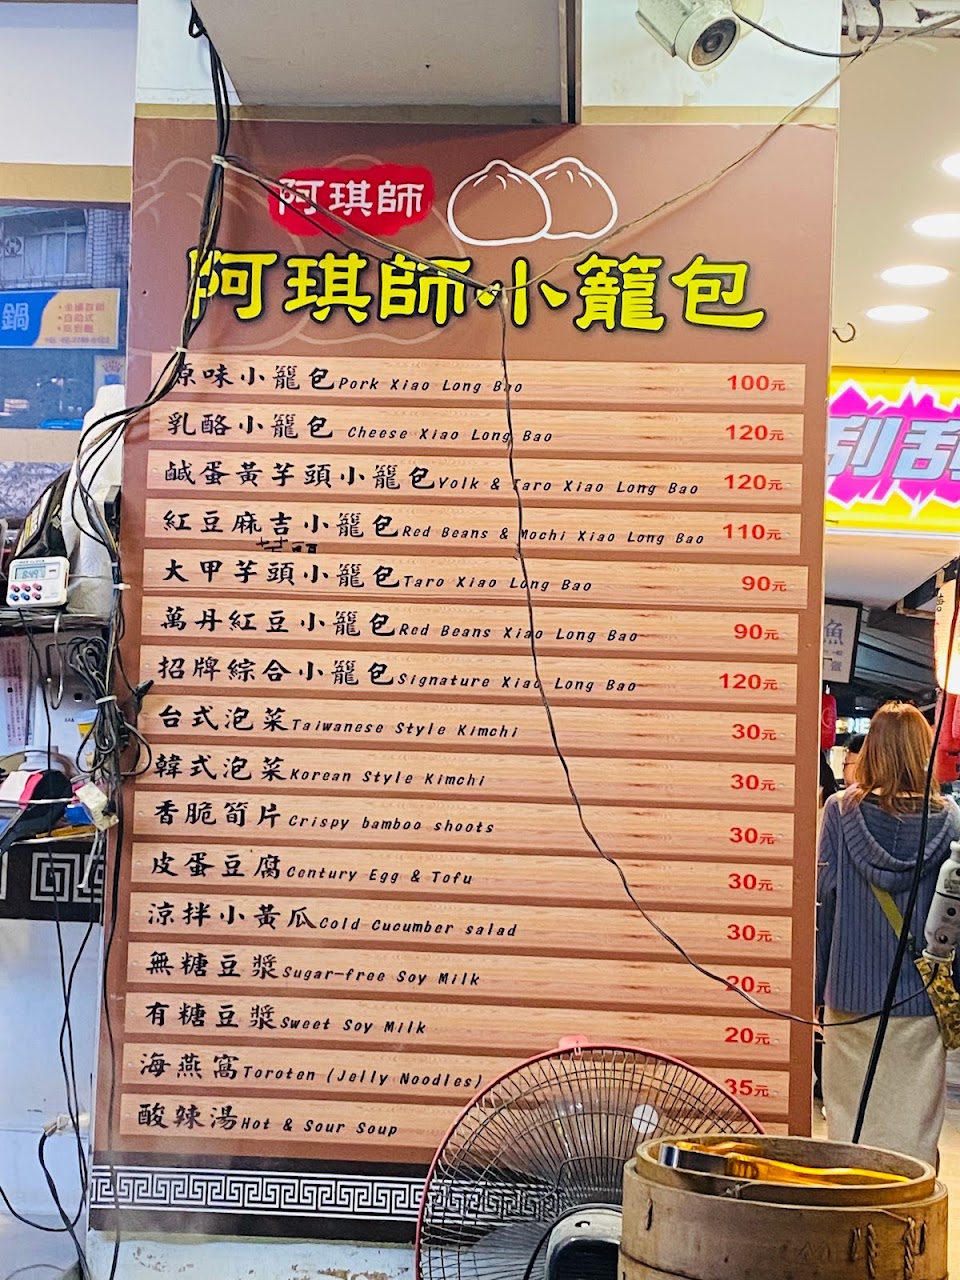 阿琪師
阿琪師小籠包
原味小籠包 Pork Xiao Long Bao 100元
乳酪小籠包 Cheese Xiao Long Bao 120元
鹹蛋黃芋頭小籠包 Yolk & Taro Xiao Long Bao 120元
紅豆麻吉小籠包 Red Beans & Mochi Xiao Long Bao 110元
大甲芋頭小籠包 Taro Xiao Long Bao 90元
萬丹紅豆小籠包 Red Beans Xiao Long Bao 90元
招牌綜合小籠包 Signature Xiao Long Bao 120元
台式泡菜 Taiwanese Style Kimchi 30元
韓式泡菜 Korean Style Kimchi 30元
香脆筍片 Crispy bamboo shoots 30元
皮蛋豆腐 Century Egg & Tofu 30元
涼拌小黃瓜 Cold Cucumber salad 30元
無糖豆漿 Sugar-free Soy Milk 20元
有糖豆漿 Sweet Soy Milk 20元
海燕窩 Toroten (Jelly Noodles) 35元
酸辣湯 Hot & Sour Soup
鍋
刮刮
魚
8:49